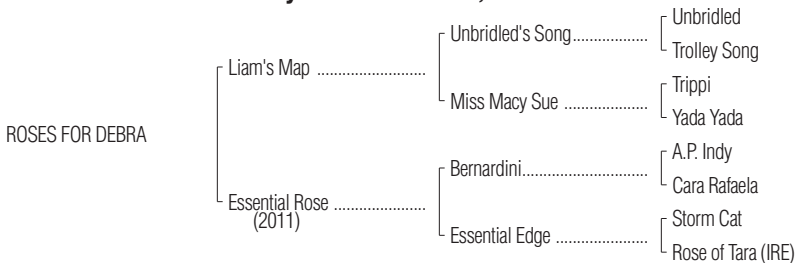 Unbridled
Unbridled's Song.................
Trolley Song
Liam's Map ..........................
Trippi
Miss Macy Sue ....................
Yada Yada
ROSES FOR DEBRA
A.P. Indy
Bernardini..............................
Cara Rafaela
Essential Rose ......................
(2011)
Storm Cat
Essential Edge ......................
Rose of Tara (IRE)